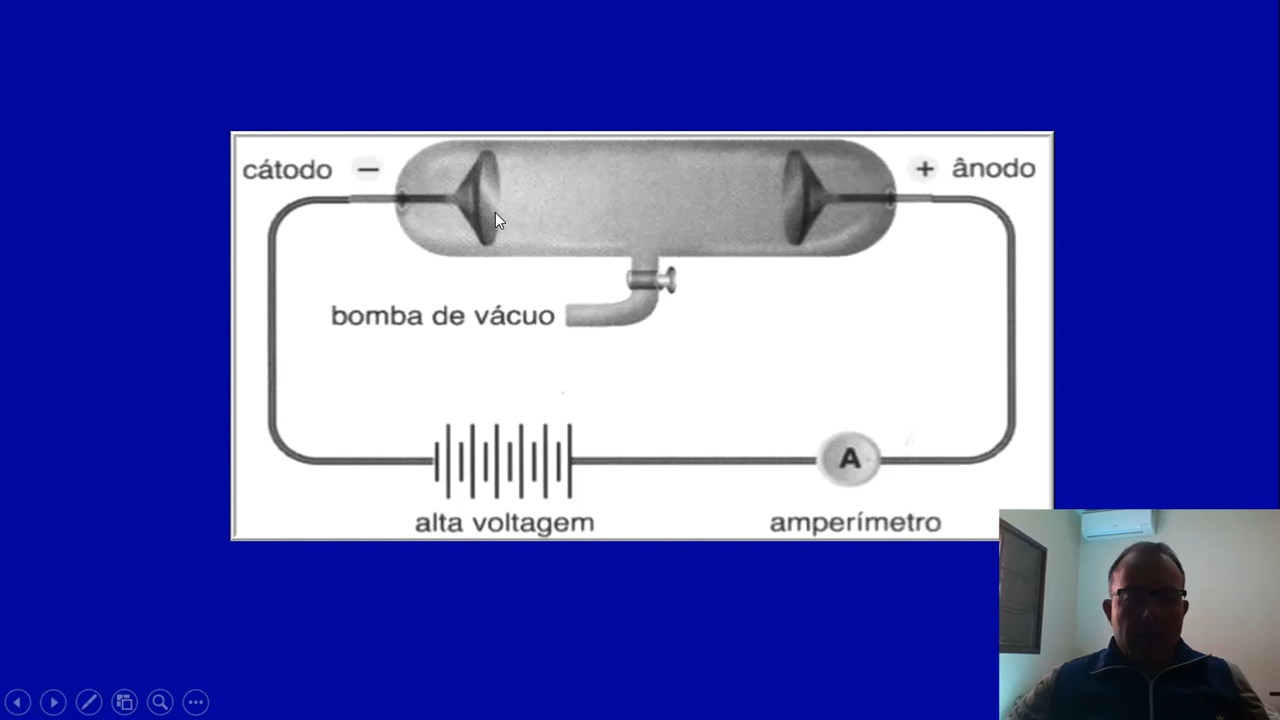 cátodo −
+ ânodo
bomba de vácuo
A
alta voltagem
amperímetro